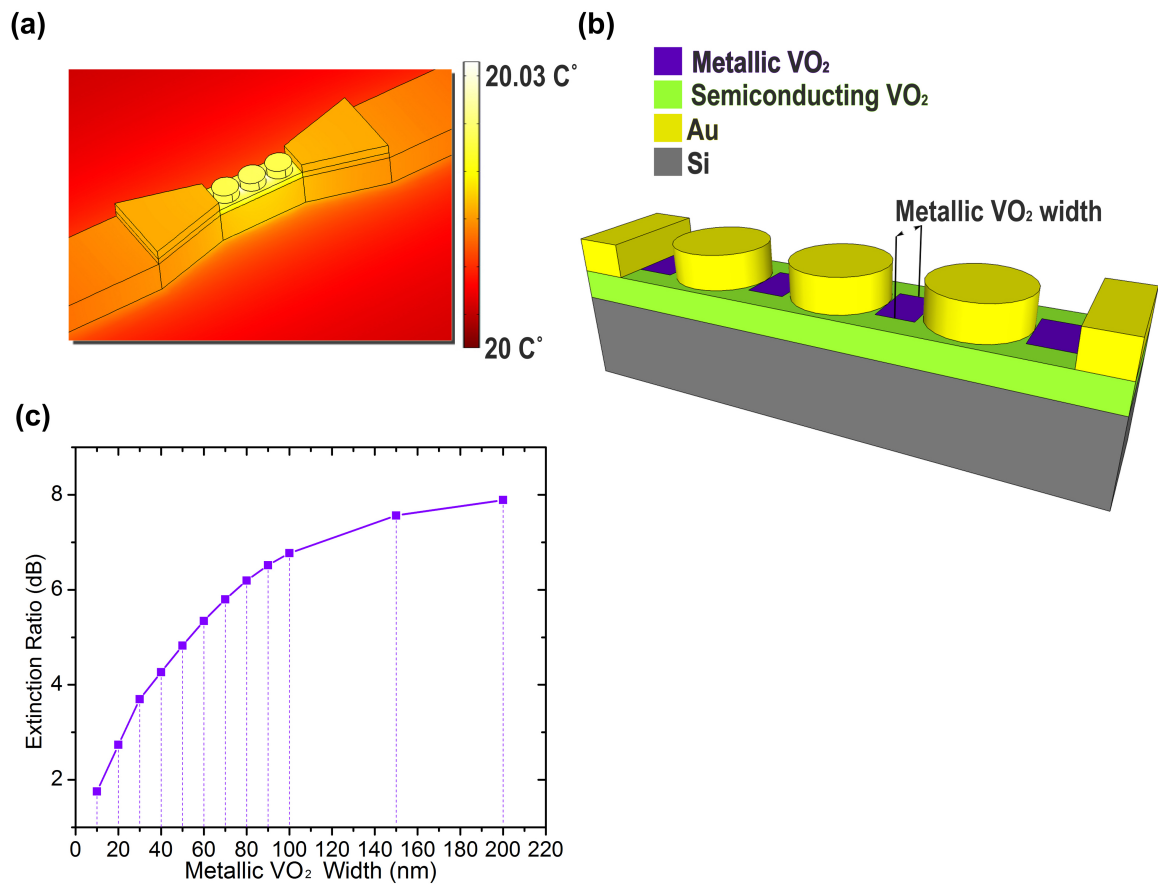 (a)
20.03 C°
20 C°
(b)
Metallic VO₂
Semiconducting VO₂
Au
Si
Metallic VO₂ width
(c)
Extinction Ratio (dB)
8
6
4
2
0 20 40 60 80 100 120 140 160 180 200 220
Metallic VO₂ Width (nm)